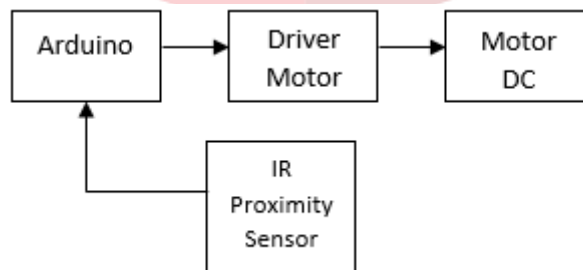 Arduino
Driver
Motor
Motor
DC
IR
Proximity
Sensor